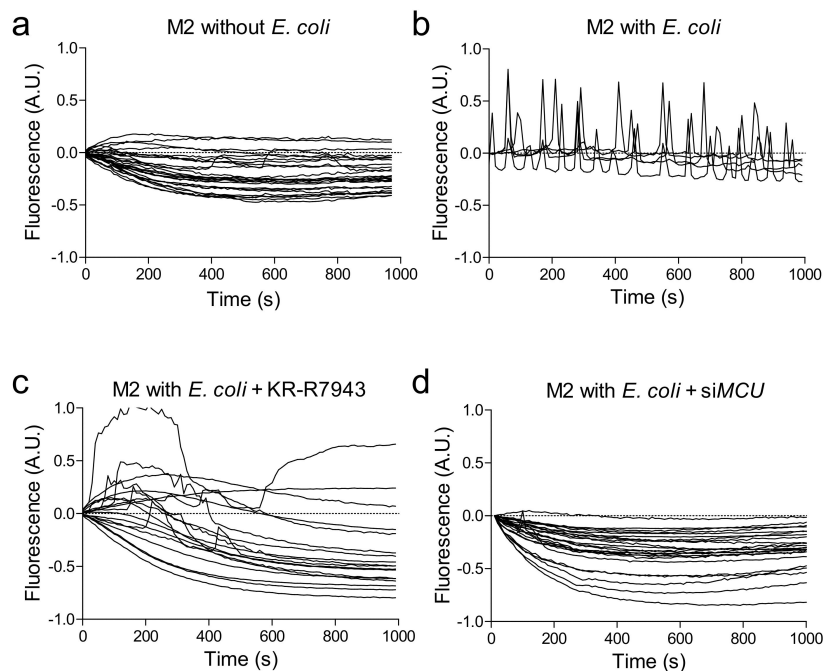 a
M2 without E. coli
Fluorescence (A.U.)
1.0
0.5
0.0
-0.5
-1.0
0 200 400 600 800 1000
Time (s)
b
M2 with E. coli
Fluorescence (A.U.)
1.0
0.5
0.0
-0.5
-1.0
0 200 400 600 800 1000
Time (s)
c
M2 with E. coli + KR-R7943
Fluorescence (A.U.)
1.0
0.5
0.0
-0.5
-1.0
0 200 400 600 800 1000
Time (s)
d
M2 with E. coli + siMCU
Fluorescence (A.U.)
1.0
0.5
0.0
-0.5
-1.0
0 200 400 600 800 1000
Time (s)